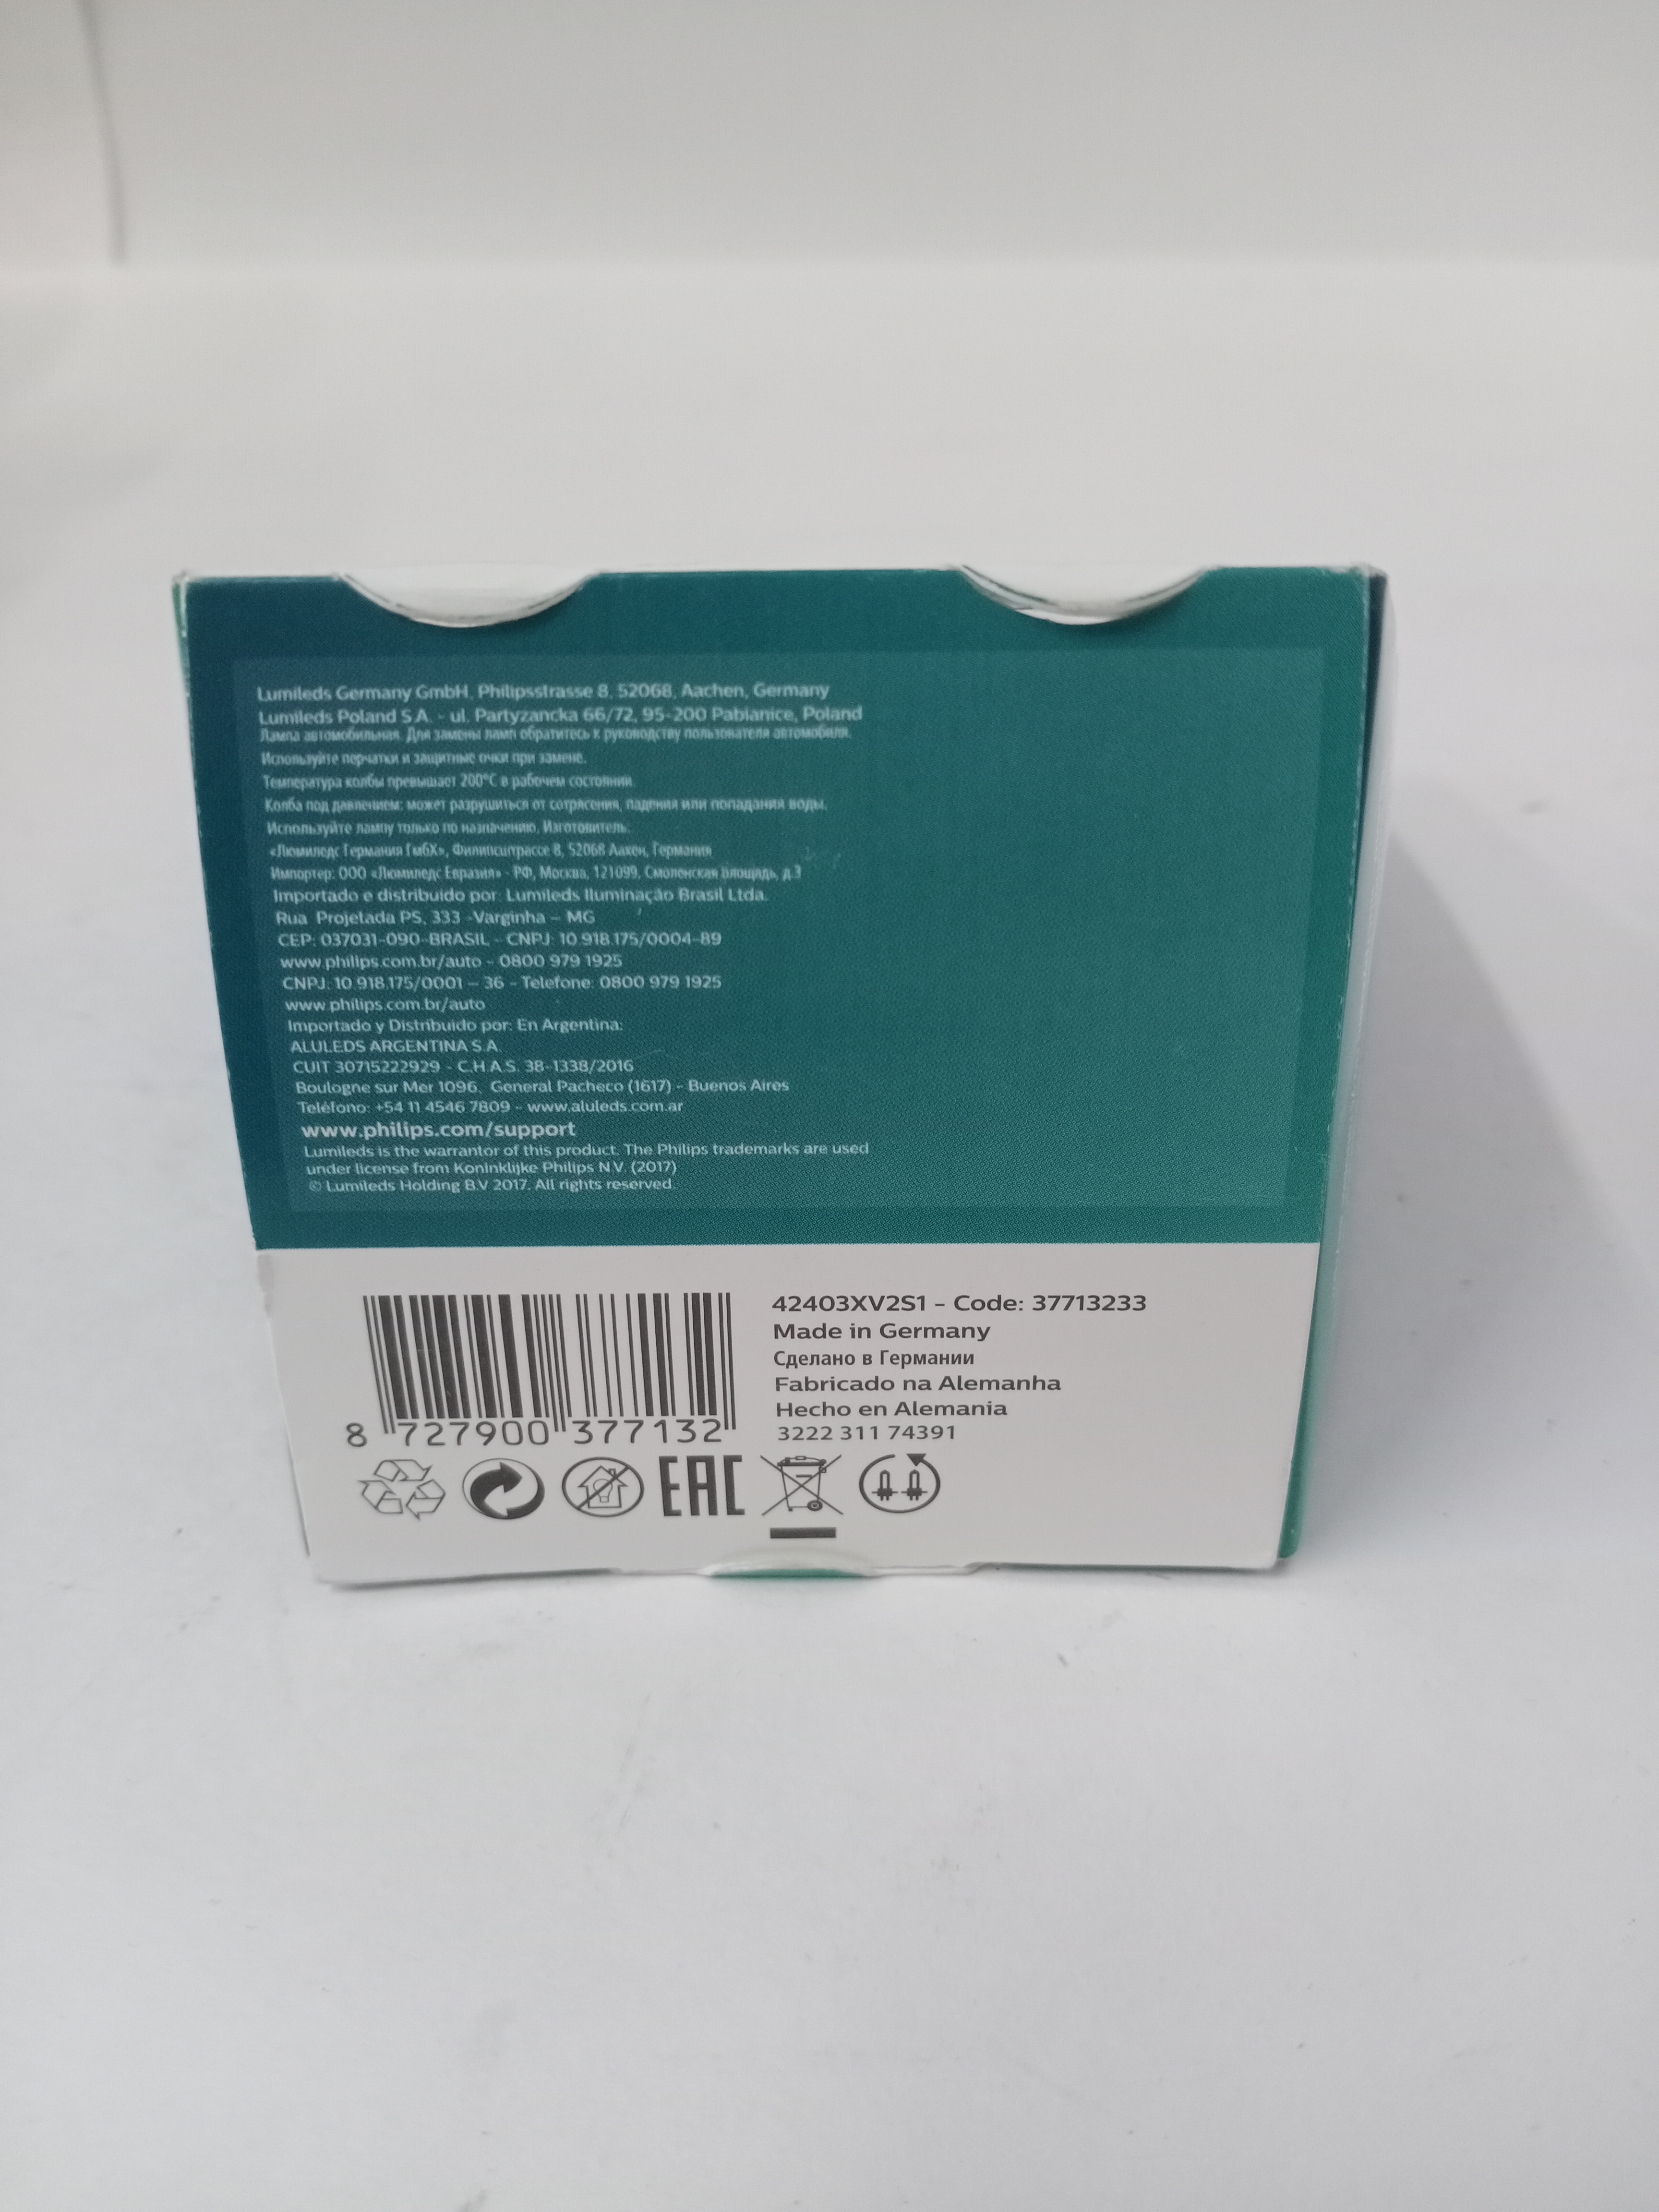 Lumileds Germany GmbH, Philipsstrasse 8, 52068, Aachen, Germany
Lumileds Poland S.A. - ul. Partyzancka 66/72, 95-200 Pabianice, Poland
Лампа автомобильная. Для замены ламп обратитесь к руководству пользователя автомобиля.
Используйте перчатки и защитные очки при замене.
Температура колбы превышает 200°C в рабочем состоянии.
Колба под давлением: может разрушиться от сотрясения, падения или попадания воды.
Используйте лампу только по назначению. Изготовитель:
«Люмиледс Германия ГмбХ», Филипсштрассе 8, 52068 Аахен, Германия
Импортер: ООО «Люмиледс Евразия» - РФ, Москва, 121099, Смоленская площадь, д.3
Importado e distribuido por: Lumileds Iluminação Brasil Ltda.
Rua Projetada PS, 333 -Varginha – MG
CEP: 037031-090-BRASIL - CNPJ: 10.918.175/0004-89
www.philips.com.br/auto - 0800 979 1925
CNPJ: 10.918.175/0001 – 36 - Telefone: 0800 979 1925
www.philips.com.br/auto
Importado y Distribuido por: En Argentina:
ALULEDS ARGENTINA S.A.
CUIT 30715222929 - C.H.A.S. 38-1338/2016
Boulogne sur Mer 1096, General Pacheco (1617) - Buenos Aires
Teléfono: +54 11 4546 7809 - www.aluleds.com.ar
www.philips.com/support
Lumileds is the warrantor of this product. The Philips trademarks are used
under license from Koninklijke Philips N.V. (2017)
© Lumileds Holding B.V 2017. All rights reserved.
42403XV2S1 - Code: 37713233
Made in Germany
Сделано в Германии
Fabricado na Alemanha
Hecho en Alemania
3222 311 74391
8 727900 377132
EAC